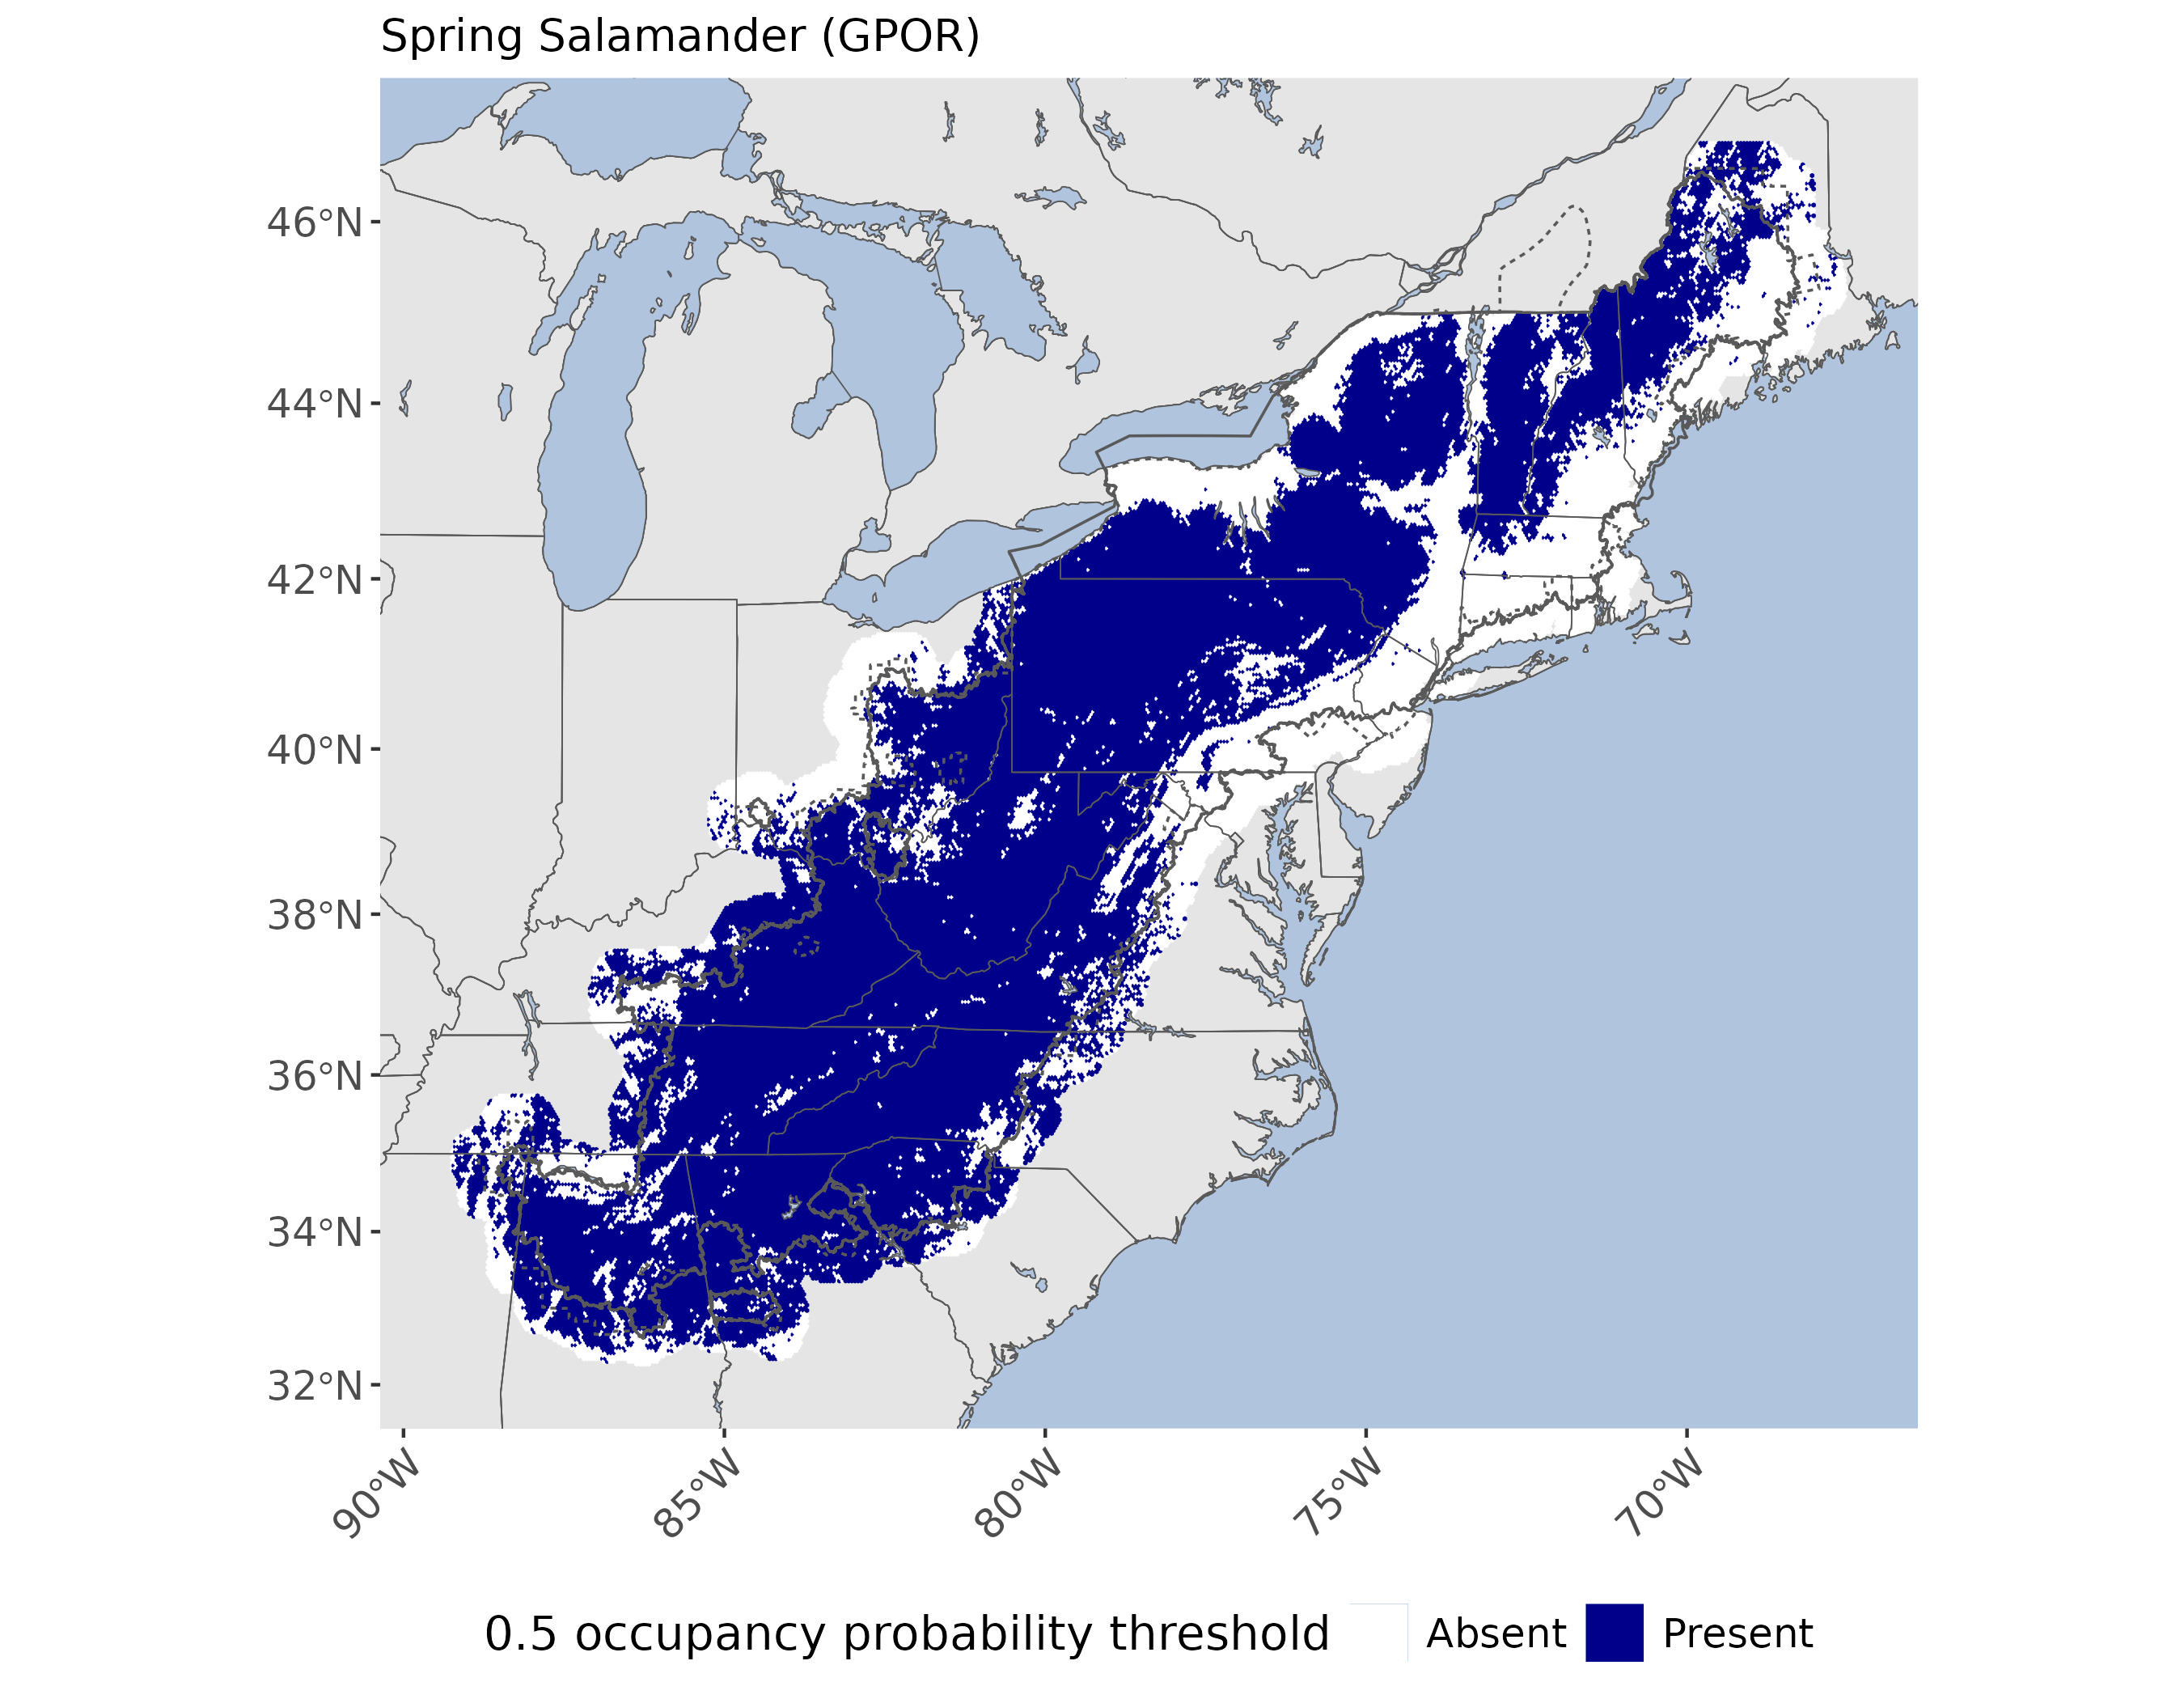 Spring Salamander (GPOR)
46°N
44°N
42°N
40°N
38°N
36°N
34°N
32°N
90°W 85°W 80°W 75°W 70°W
0.5 occupancy probability threshold Absent Present